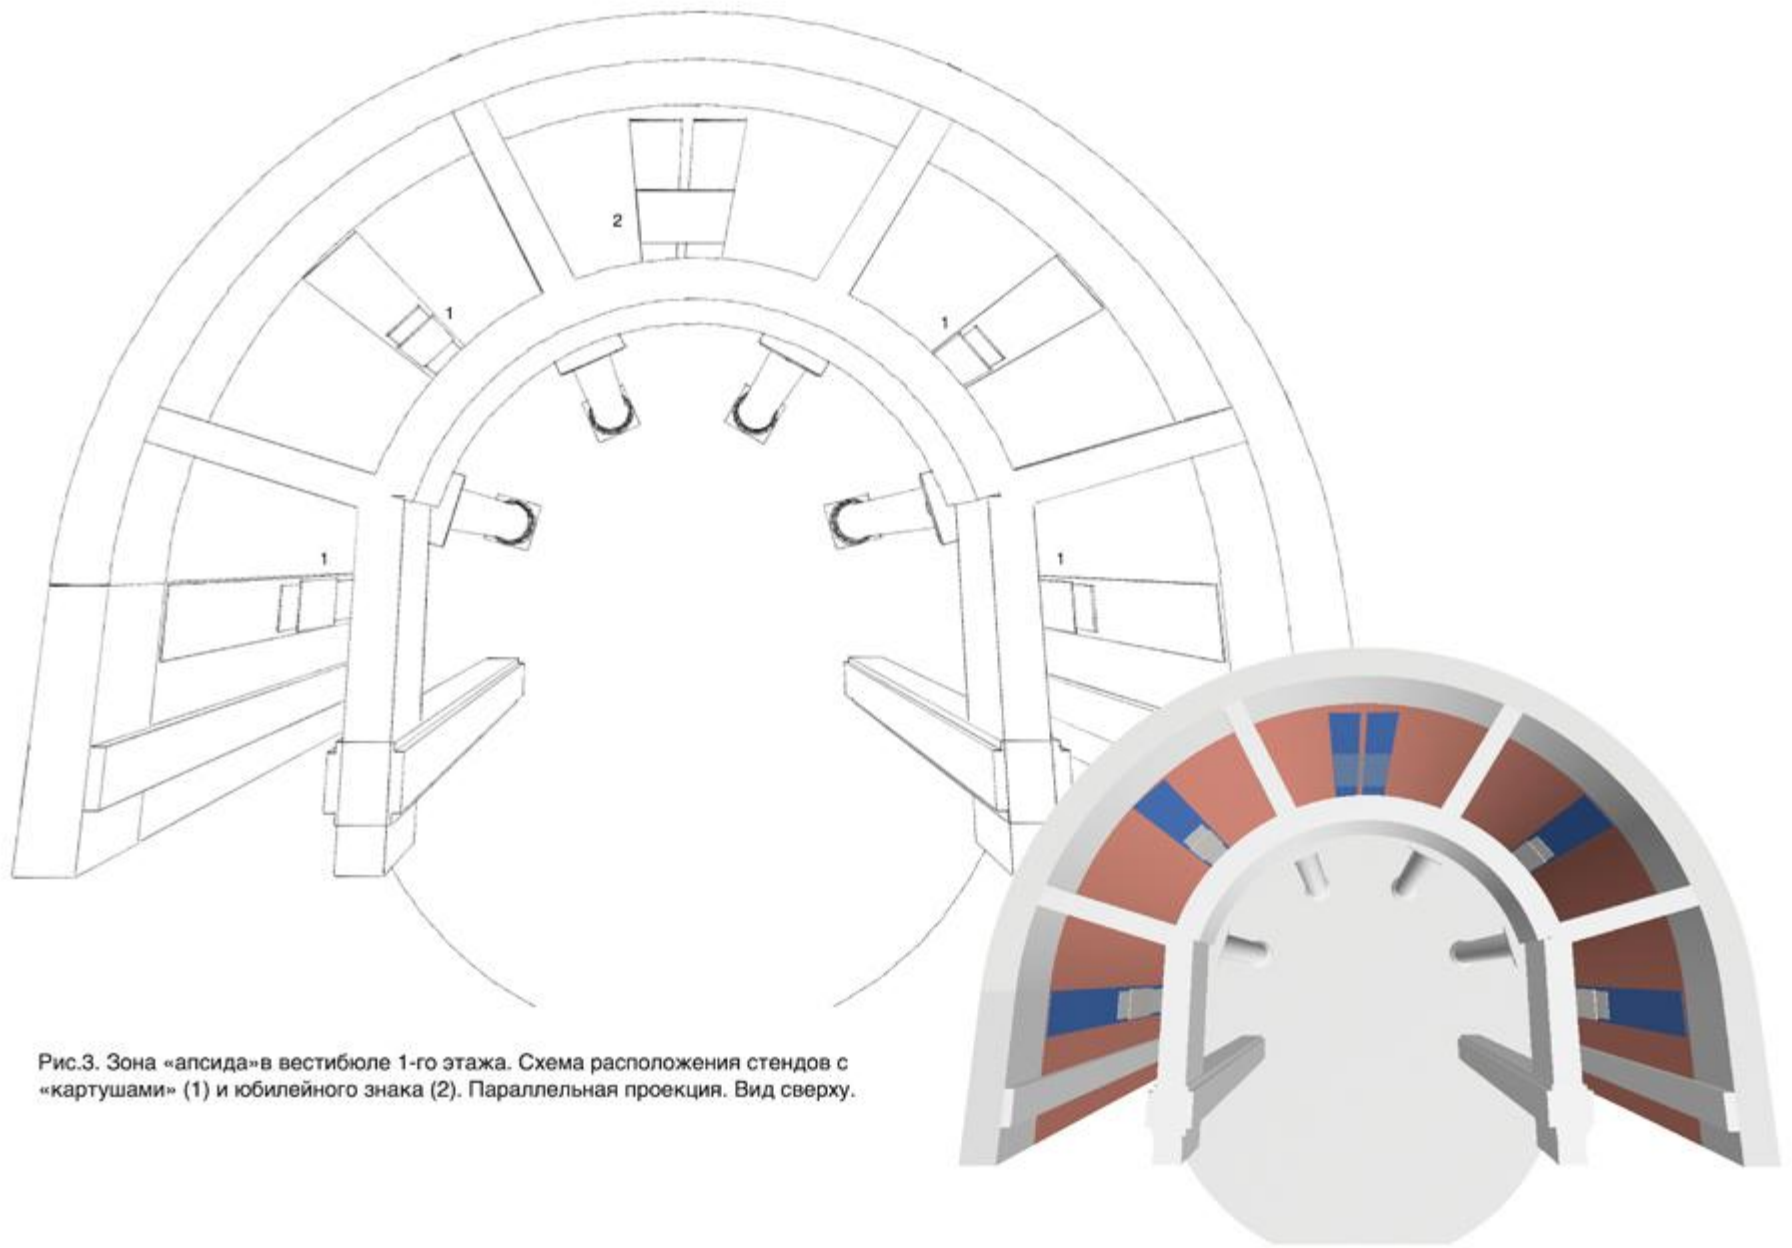 2
1
1
1
1
Рис.3. Зона «апсида»в вестибюле 1-го этажа. Схема расположения стендов с
«картушами» (1) и юбилейного знака (2). Параллельная проекция. Вид сверху.